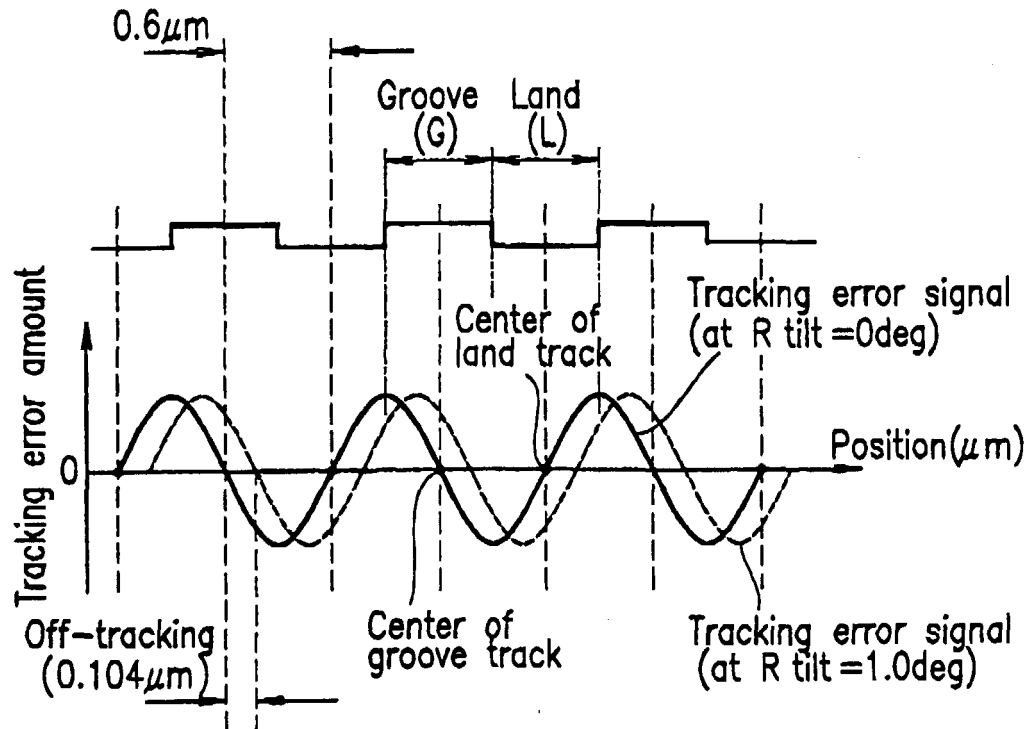 0.6μm
Groove
(G)
Land
(L)
Tracking error amount
Center of
land track
Tracking error signal
(at R tilt=0deg)
0
Position(μm)
Off-tracking
(0.104μm)
Center of
groove track
Tracking error signal
(at R tilt=1.0deg)